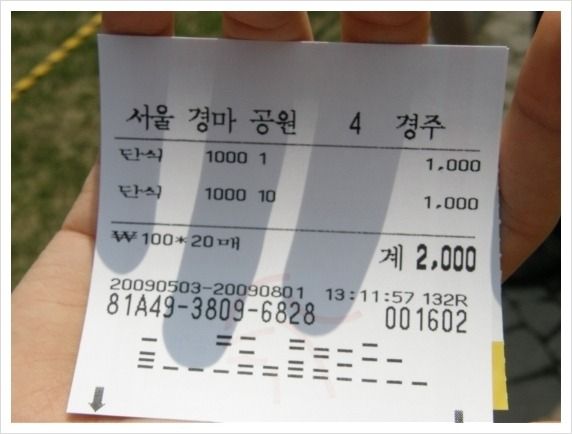 서울 경마 공원 4 경주
단식 1000 1 1,000
단식 1000 10 1,000
₩100*20매 계 2,000
20090503-20090801 13:11:57 132R
81A49-3809-6828 001602